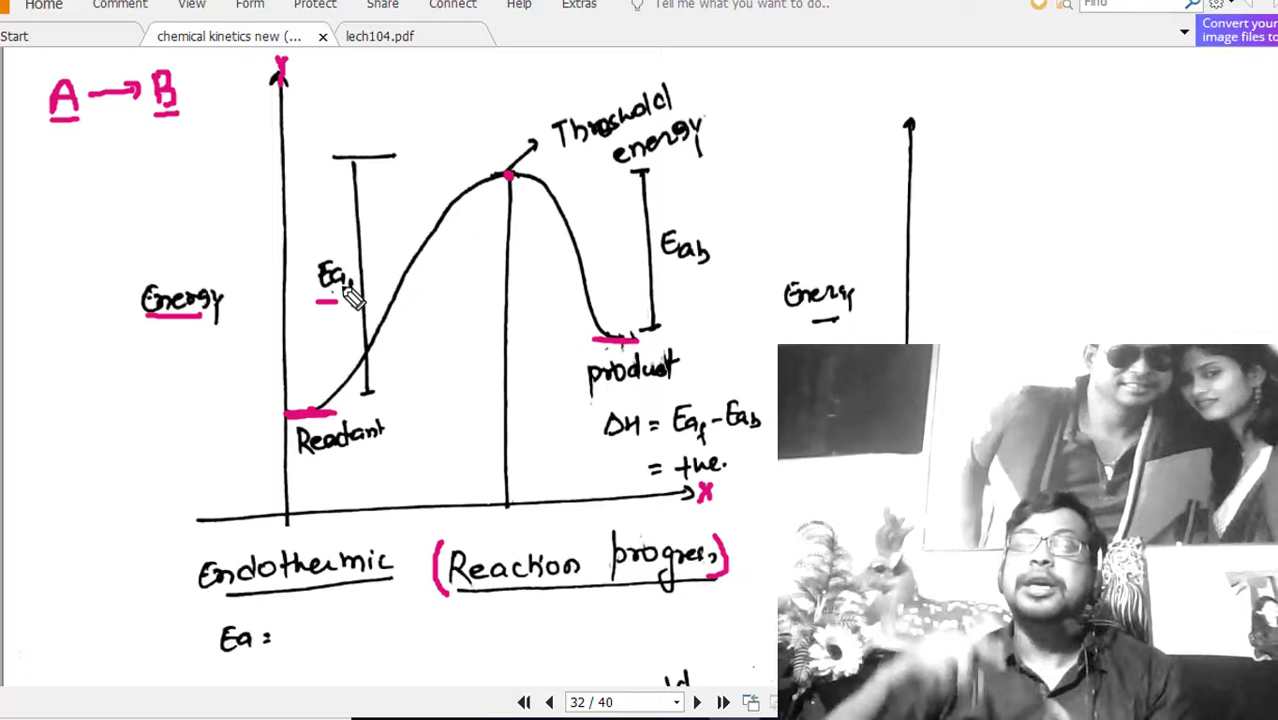 Home Comment View Form Protect Share Connect Help Extras Tell me what you want to do.. Find
Start chemical kinetics new (... × lech104.pdf
Convert your
image files to
A → B
Y
Threshold
energy
Ea
Eab
Energy
Energy
product
Reactant
ΔH = Eaf - Eab
= +ve.
X
Endothermic (Reaction progress)
Ea =
32 / 40